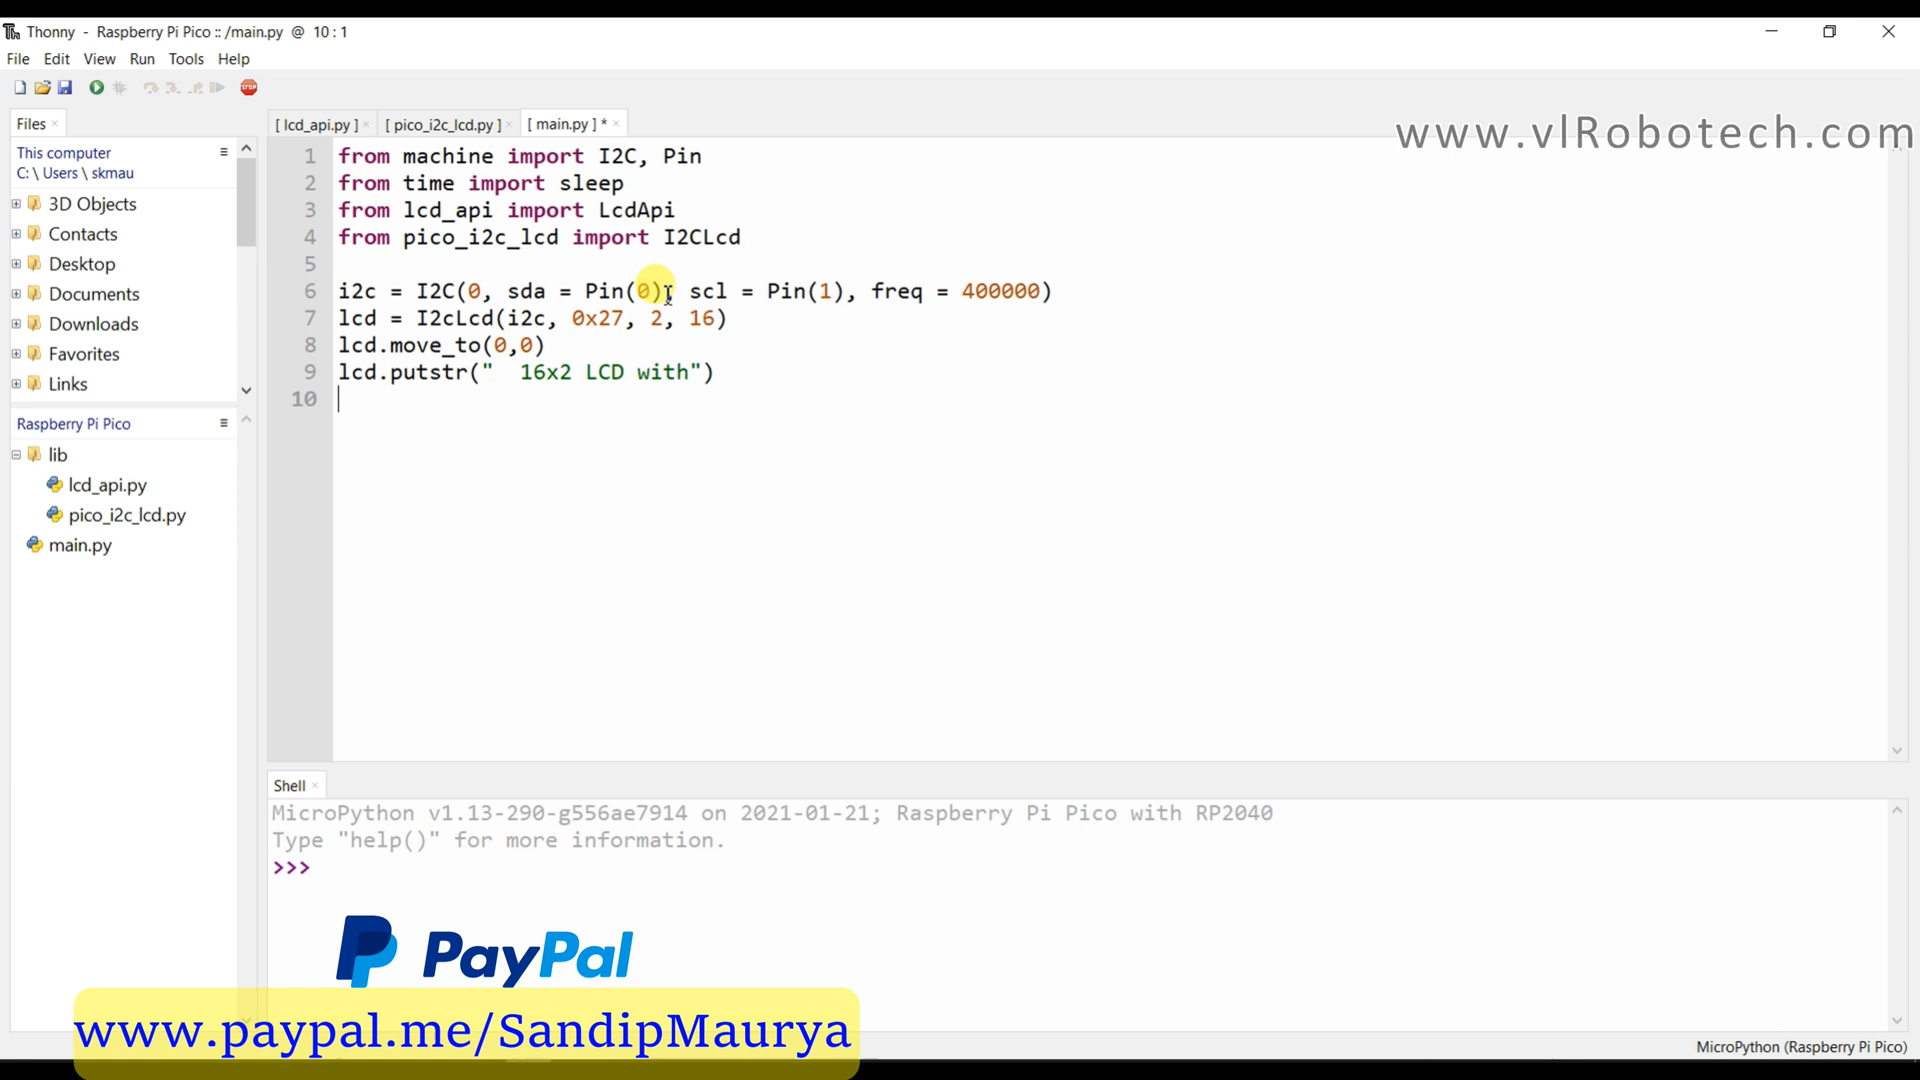 Thonny - Raspberry Pi Pico :: /main.py @ 10 : 1
File Edit View Run Tools Help
STOP
Files
[ lcd_api.py ] [ pico_i2c_lcd.py ] [ main.py ] *
www.vlRobotech.com
This computer
C: \ Users \ skmau
3D Objects
Contacts
Desktop
Documents
Downloads
Favorites
Links
Raspberry Pi Pico
lib
lcd_api.py
pico_i2c_lcd.py
main.py
1 from machine import I2C, Pin
2 from time import sleep
3 from lcd_api import LcdApi
4 from pico_i2c_lcd import I2CLcd
5
6 i2c = I2C(0, sda = Pin(0), scl = Pin(1), freq = 400000)
7 lcd = I2cLcd(i2c, 0x27, 2, 16)
8 lcd.move_to(0,0)
9 lcd.putstr("  16x2 LCD with")
10
Shell
MicroPython v1.13-290-g556ae7914 on 2021-01-21; Raspberry Pi Pico with RP2040
Type "help()" for more information.
>>>
PayPal
www.paypal.me/SandipMaurya
MicroPython (Raspberry Pi Pico)